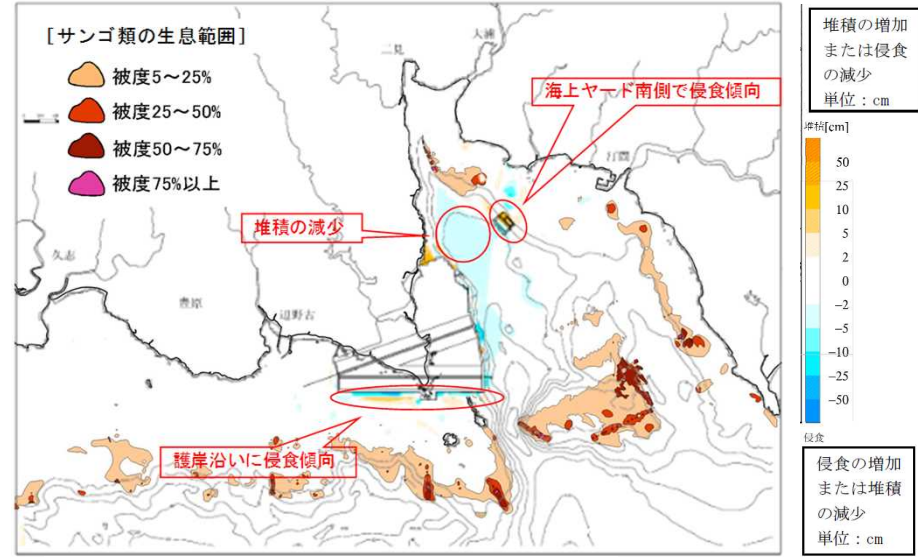 [サンゴ類の生息範囲]
被度5～25%
被度25～50%
被度50～75%
被度75%以上
二見
大浦
海上ヤード南側で侵食傾向
汀間
堆積の減少
久志
豊原
辺野古
護岸沿いに侵食傾向
堆積の増加
または侵食
の減少
単位：cm
堆積[cm]
50
25
10
5
2
0
−2
−5
−10
−25
−50
侵食
侵食の増加
または堆積
の減少
単位：cm